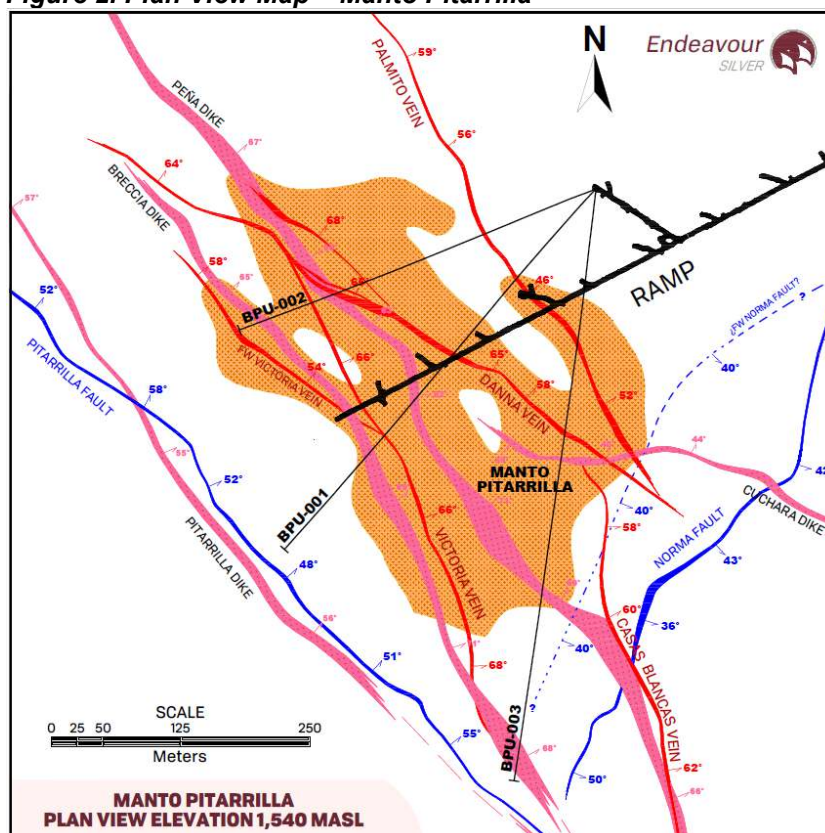 Figure 2: Plan View Map – Manto Pitarrilla
N
Endeavour
SILVER
PALMITO VEIN
59°
56°
PEÑA DIKE
67°
BRECCIA DIKE
64°
68°
57°
58°
65°
52°
BPU-002
46°
RAMP
¿FW NORMA FAULT?
?
40°
PITARRILLA FAULT
FW VICTORIA VEIN
54°
66°
65°
58°
DANNA VEIN
52°
58°
44°
42°
CUCHARA DIKE
MANTO
PITARRILLA
52°
BPU-001
66°
40°
58°
NORMA FAULT
43°
PITARRILLA DIKE
48°
VICTORIA VEIN
60°
36°
56°
51°
40°
CASAS BLANCAS VEIN
68°
?
BPU-003
55°
68°
50°
62°
66°
SCALE
0 25 50 125 250
Meters
MANTO PITARRILLA
PLAN VIEW ELEVATION 1,540 MASL